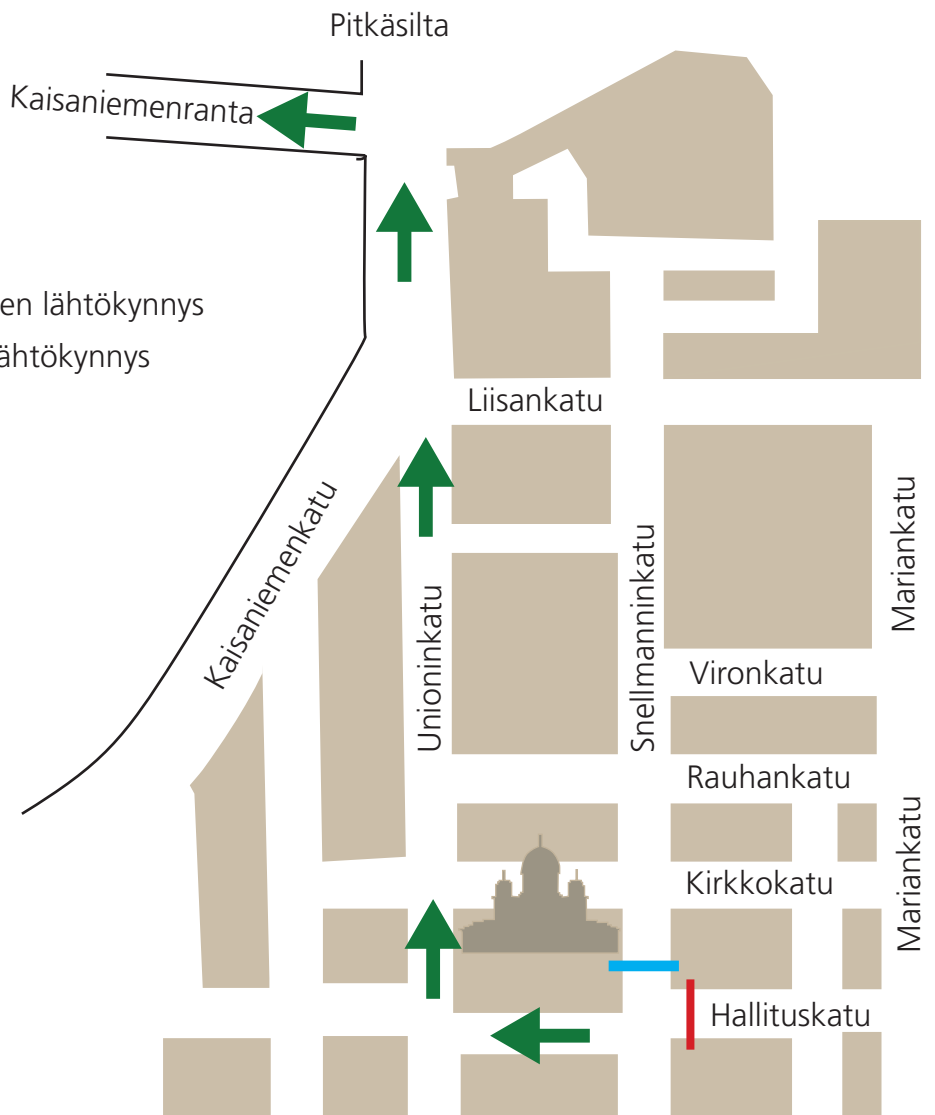 Pitkäsilta
Kaisaniemenranta
en lähtökynnys
ähtökynnys
Liisankatu
Kaisaniemenkatu
Unioninkatu
Snellmanninkatu
Mariankatu
Vironkatu
Rauhankatu
Kirkkokatu
Mariankatu
Hallituskatu